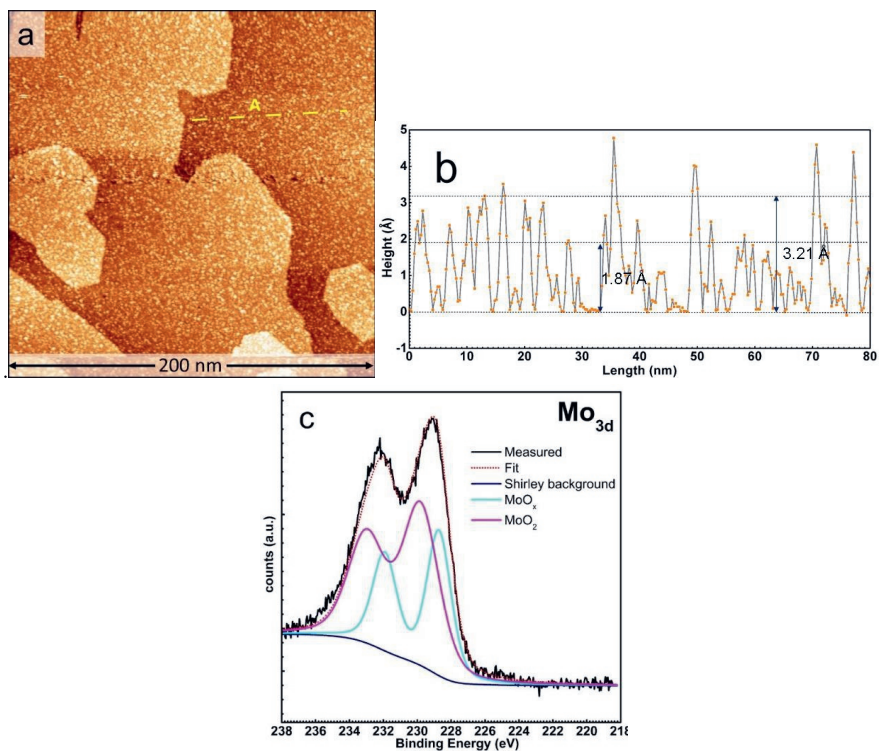 a
A
200 nm
b
5
4
3
2
1
0
-1
Height (Å)
1.87 Å
3.21 Å
0 10 20 30 40 50 60 70 80
Length (nm)
c
Mo3d
Measured
Fit
Shirley background
MoOx
MoO2
counts (a.u.)
238 236 234 232 230 228 226 224 222 220 218
Binding Energy (eV)